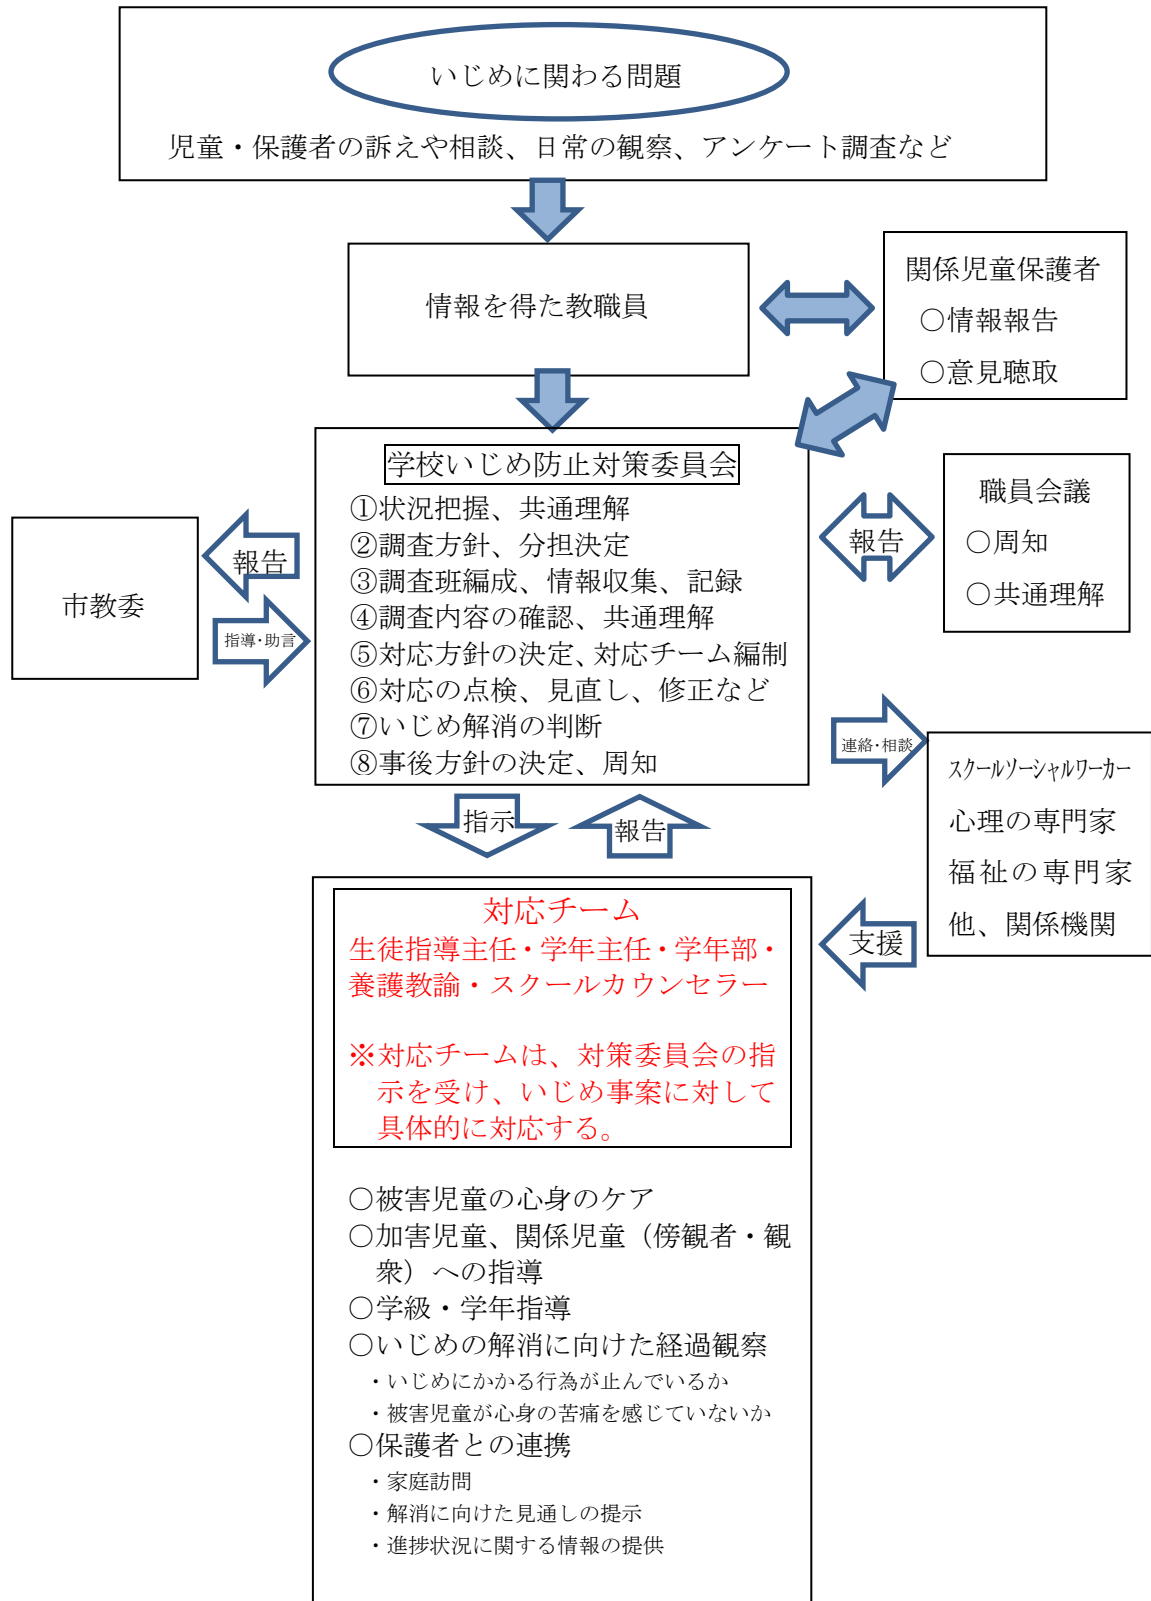 いじめに関わる問題
児童・保護者の訴えや相談、日常の観察、アンケート調査など
情報を得た教職員
関係児童保護者
○情報報告
○意見聴取
学校いじめ防止対策委員会
①状況把握、共通理解
②調査方針、分担決定
③調査班編成、情報収集、記録
④調査内容の確認、共通理解
⑤対応方針の決定、対応チーム編制
⑥対応の点検、見直し、修正など
⑦いじめ解消の判断
⑧事後方針の決定、周知
報告
指導・助言
市教委
報告
職員会議
○周知
○共通理解
連絡・相談
スクールソーシャルワーカー
心理の専門家
福祉の専門家
他、関係機関
支援
指示
報告
対応チーム
生徒指導主任・学年主任・学年部・
養護教諭・スクールカウンセラー
※対応チームは、対策委員会の指
示を受け、いじめ事案に対して
具体的に対応する。
○被害児童の心身のケア
○加害児童、関係児童（傍観者・観
衆）への指導
○学級・学年指導
○いじめの解消に向けた経過観察
・いじめにかかる行為が止んでいるか
・被害児童が心身の苦痛を感じていないか
○保護者との連携
・家庭訪問
・解消に向けた見通しの提示
・進捗状況に関する情報の提供